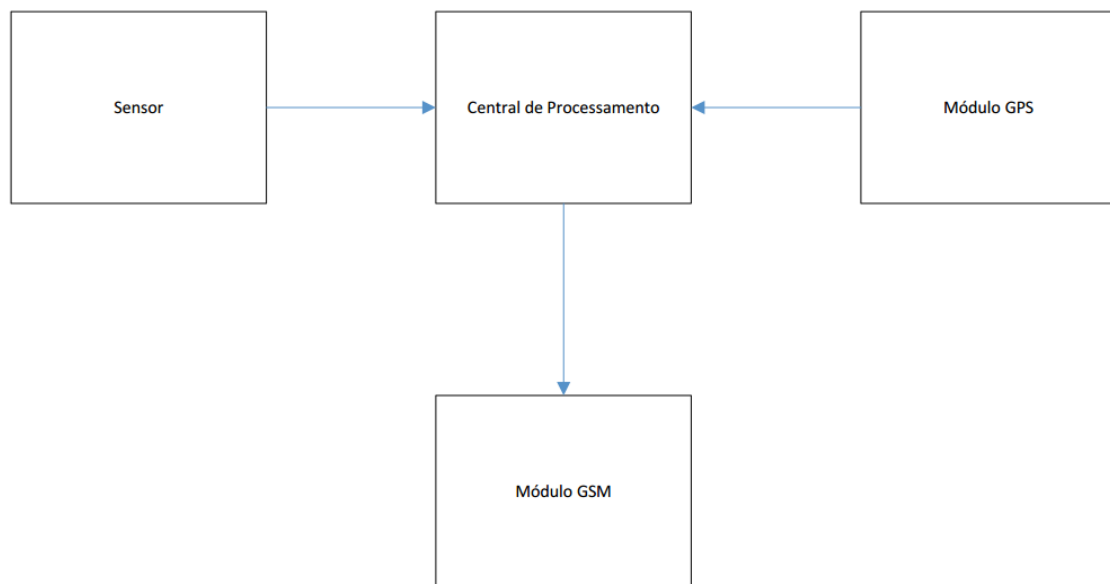 Sensor
Central de Processamento
Módulo GPS
Módulo GSM